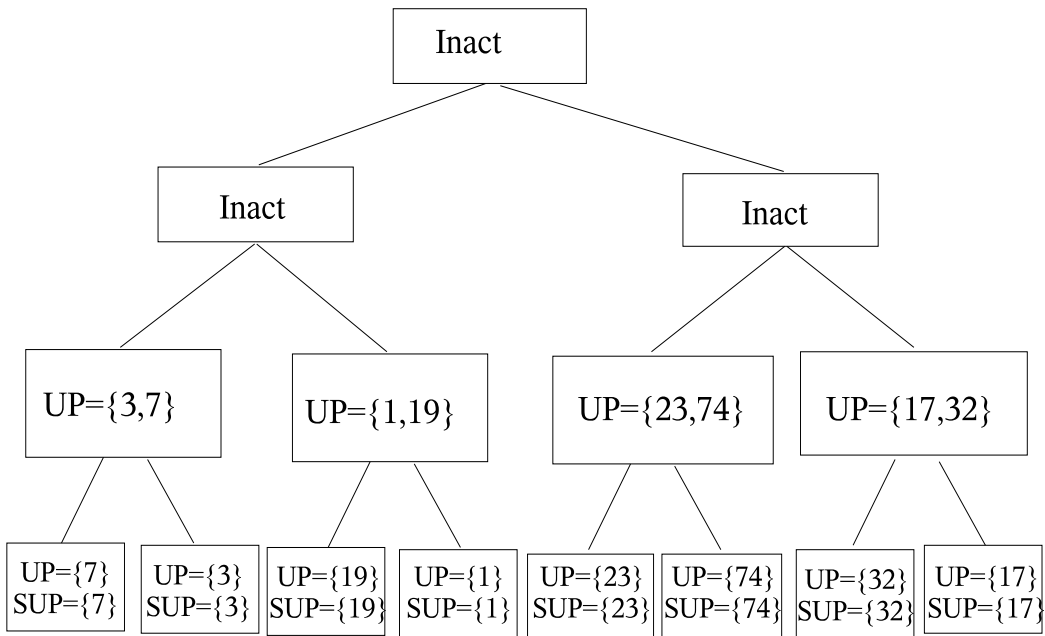 Inact
Inact
Inact
UP={3,7}
UP={1,19}
UP={23,74}
UP={17,32}
UP={7}
SUP={7}
UP={3}
SUP={3}
UP={19}
SUP={19}
UP={1}
SUP={1}
UP={23}
SUP={23}
UP={74}
SUP={74}
UP={32}
SUP={32}
UP={17}
SUP={17}